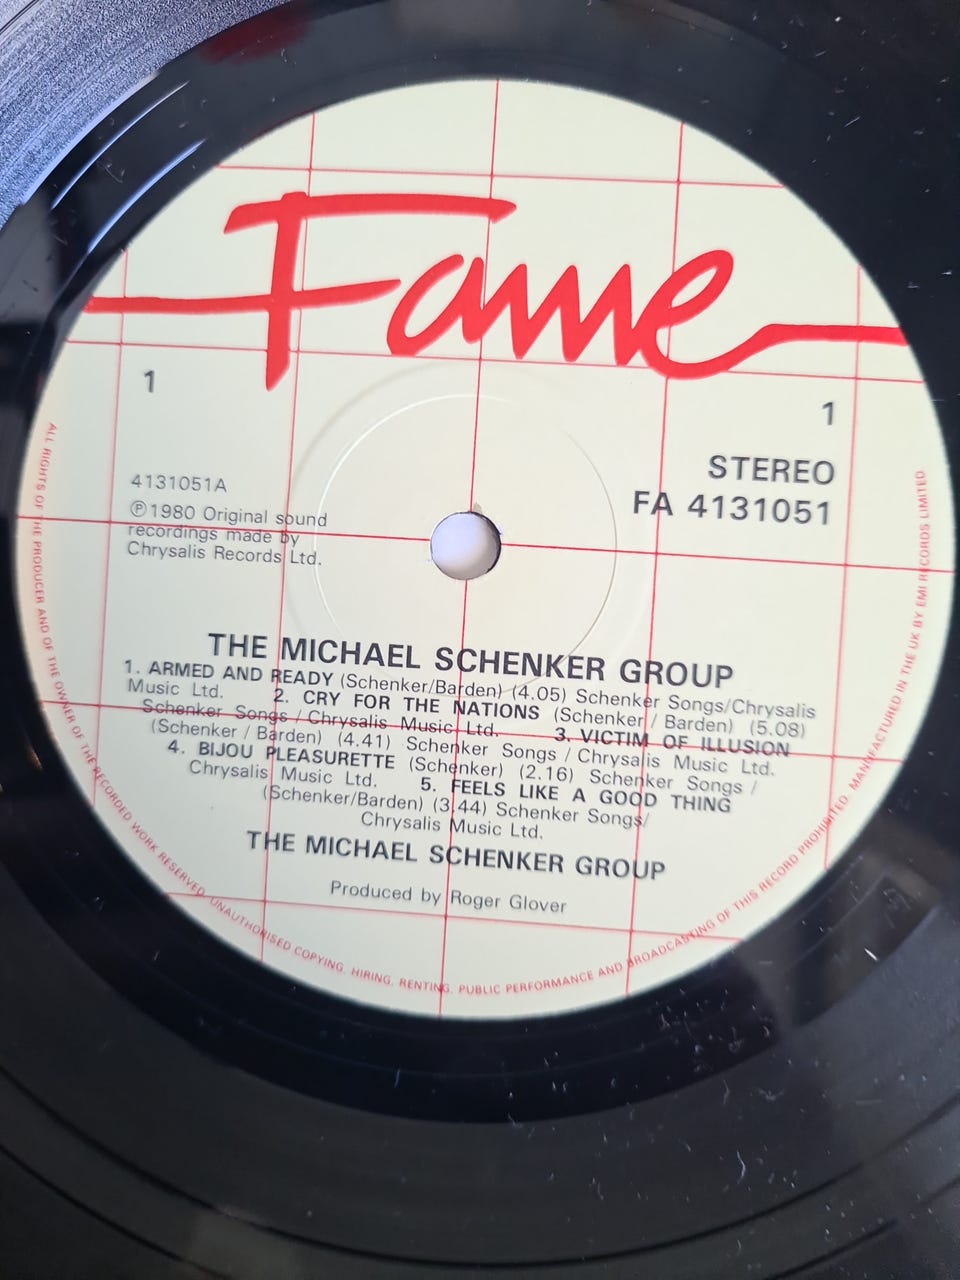 Fame
1
1
STEREO
FA 4131051
4131051A
Ⓟ1980 Original sound
recordings made by
Chrysalis Records Ltd.
THE MICHAEL SCHENKER GROUP
1. ARMED AND READY (Schenker/Barden) (4.05) Schenker Songs/Chrysalis
Music Ltd. 2. CRY FOR THE NATIONS (Schenker / Barden) (5.08)
Schenker Songs / Chrysalis Music Ltd. 3. VICTIM OF ILLUSION
(Schenker / Barden) (4.41) Schenker Songs / Chrysalis Music Ltd.
4. BIJOU PLEASURETTE (Schenker) (2.16) Schenker Songs /
Chrysalis Music Ltd. 5. FEELS LIKE A GOOD THING
(Schenker/Barden) (3.44) Schenker Songs/
Chrysalis Music Ltd.
THE MICHAEL SCHENKER GROUP
Produced by Roger Glover
ALL RIGHTS OF THE PRODUCER AND OF THE OWNER OF THE RECORDED WORK RESERVED. UNAUTHORISED COPYING, HIRING, RENTING, PUBLIC PERFORMANCE AND BROADCASTING OF THIS RECORD PROHIBITED. MANUFACTURED IN THE UK BY EMI RECORDS LIMITED